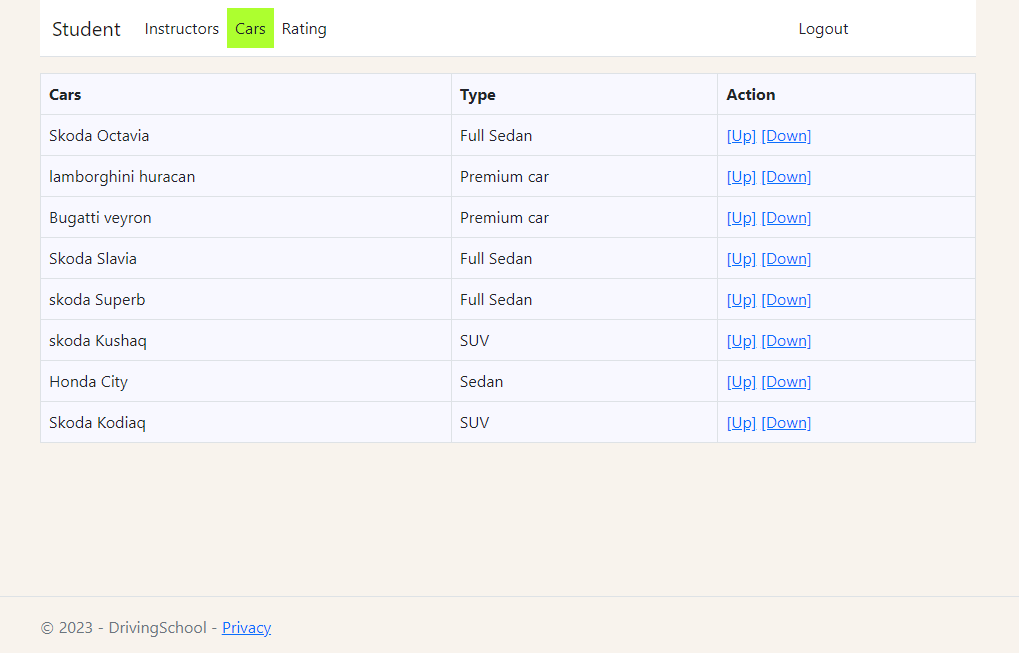 Student Instructors Cars Rating Logout
Cars Type Action
Skoda Octavia Full Sedan [Up] [Down]
lamborghini huracan Premium car [Up] [Down]
Bugatti veyron Premium car [Up] [Down]
Skoda Slavia Full Sedan [Up] [Down]
skoda Superb Full Sedan [Up] [Down]
skoda Kushaq SUV [Up] [Down]
Honda City Sedan [Up] [Down]
Skoda Kodiaq SUV [Up] [Down]
© 2023 - DrivingSchool - Privacy